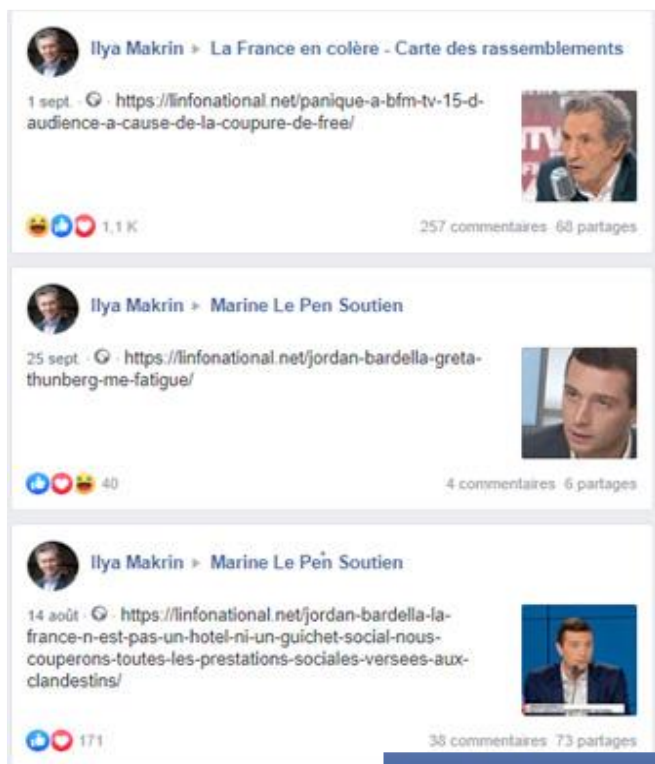 Ilya Makrin ▸ La France en colère - Carte des rassemblements
1 sept. · https://linfonational.net/panique-a-bfm-tv-15-d-
audience-a-cause-de-la-coupure-de-free/
1,1 K
257 commentaires 68 partages
Ilya Makrin ▸ Marine Le Pen Soutien
25 sept. · https://linfonational.net/jordan-bardella-greta-
thunberg-me-fatigue/
40
4 commentaires 6 partages
Ilya Makrin ▸ Marine Le Pen Soutien
14 août · https://linfonational.net/jordan-bardella-la-
france-n-est-pas-un-hotel-ni-un-guichet-social-nous-
couperons-toutes-les-prestations-sociales-versees-aux-
clandestins/
171
38 commentaires 73 partages